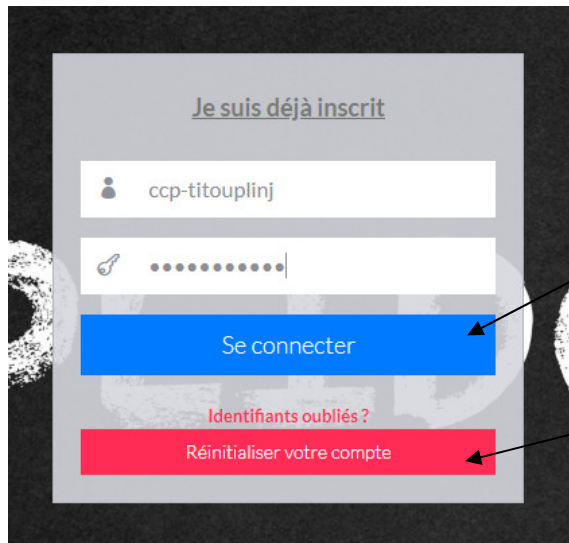 Je suis déjà inscrit
ccp-titouplinj
•••••••••••
Se connecter
Identifiants oubliés ?
Réinitialiser votre compte